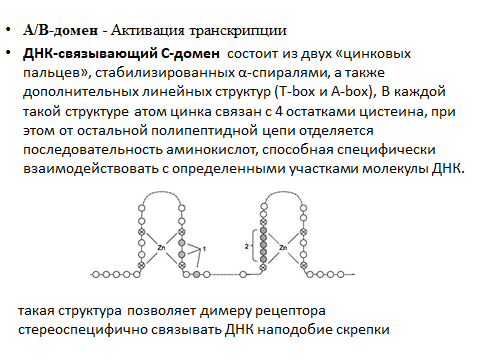 • А/В-домен - Активация транскрипции
• ДНК-связывающий С-домен состоит из двух «цинковых
пальцев», стабилизированных α-спиралями, а также
дополнительных линейных структур (T-box и A-box), В каждой
такой структуре атом цинка связан с 4 остатками цистеина, при
этом от остальной полипептидной цепи отделяется
последовательность аминокислот, способная специфически
взаимодействовать с определенными участками молекулы ДНК.
Zn 1 2 Zn
такая структура позволяет димеру рецептора
стереоспецифично связывать ДНК наподобие скрепки